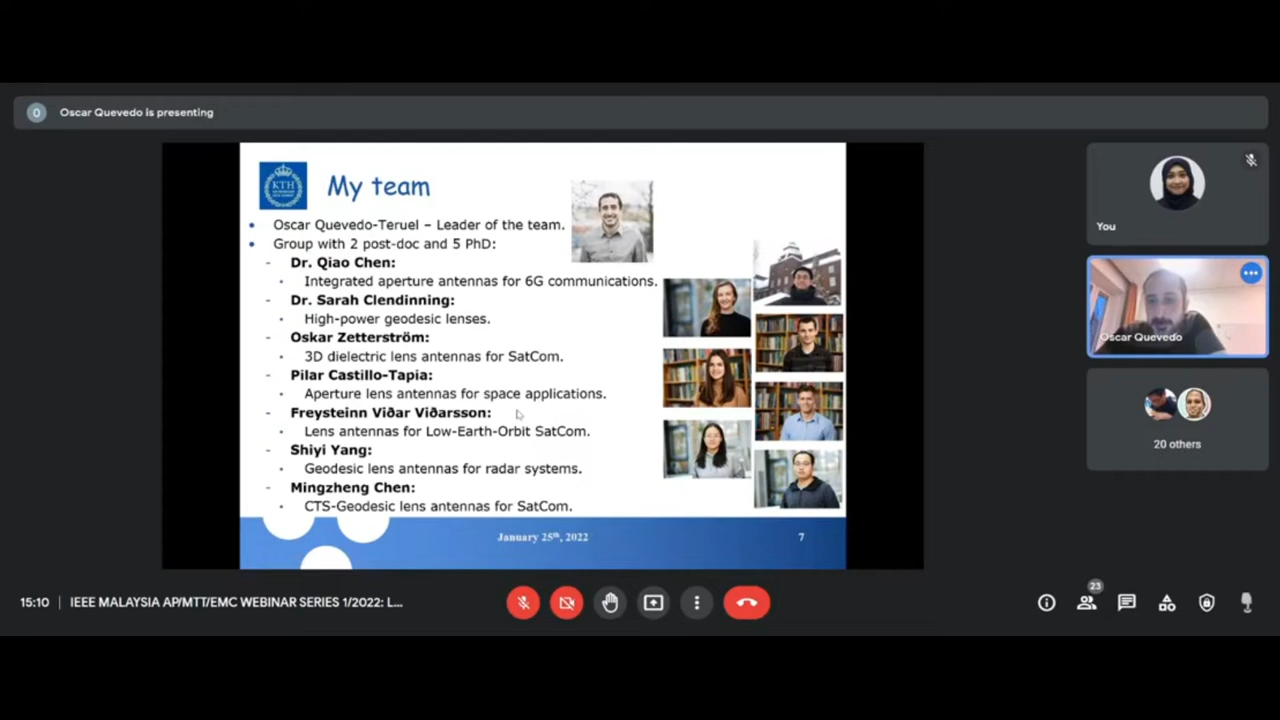 O
Oscar Quevedo is presenting
KTH
My team
• Oscar Quevedo-Teruel – Leader of the team.
• Group with 2 post-doc and 5 PhD:
- Dr. Qiao Chen:
• Integrated aperture antennas for 6G communications.
- Dr. Sarah Clendinning:
• High-power geodesic lenses.
- Oskar Zetterström:
• 3D dielectric lens antennas for SatCom.
- Pilar Castillo-Tapia:
• Aperture lens antennas for space applications.
- Freysteinn Viðar Viðarsson:
• Lens antennas for Low-Earth-Orbit SatCom.
- Shiyi Yang:
• Geodesic lens antennas for radar systems.
- Mingzheng Chen:
• CTS-Geodesic lens antennas for SatCom.
January 25th, 2022
7
You
Oscar Quevedo
20 others
15:10 | IEEE MALAYSIA AP/MTT/EMC WEBINAR SERIES 1/2022: L...
23